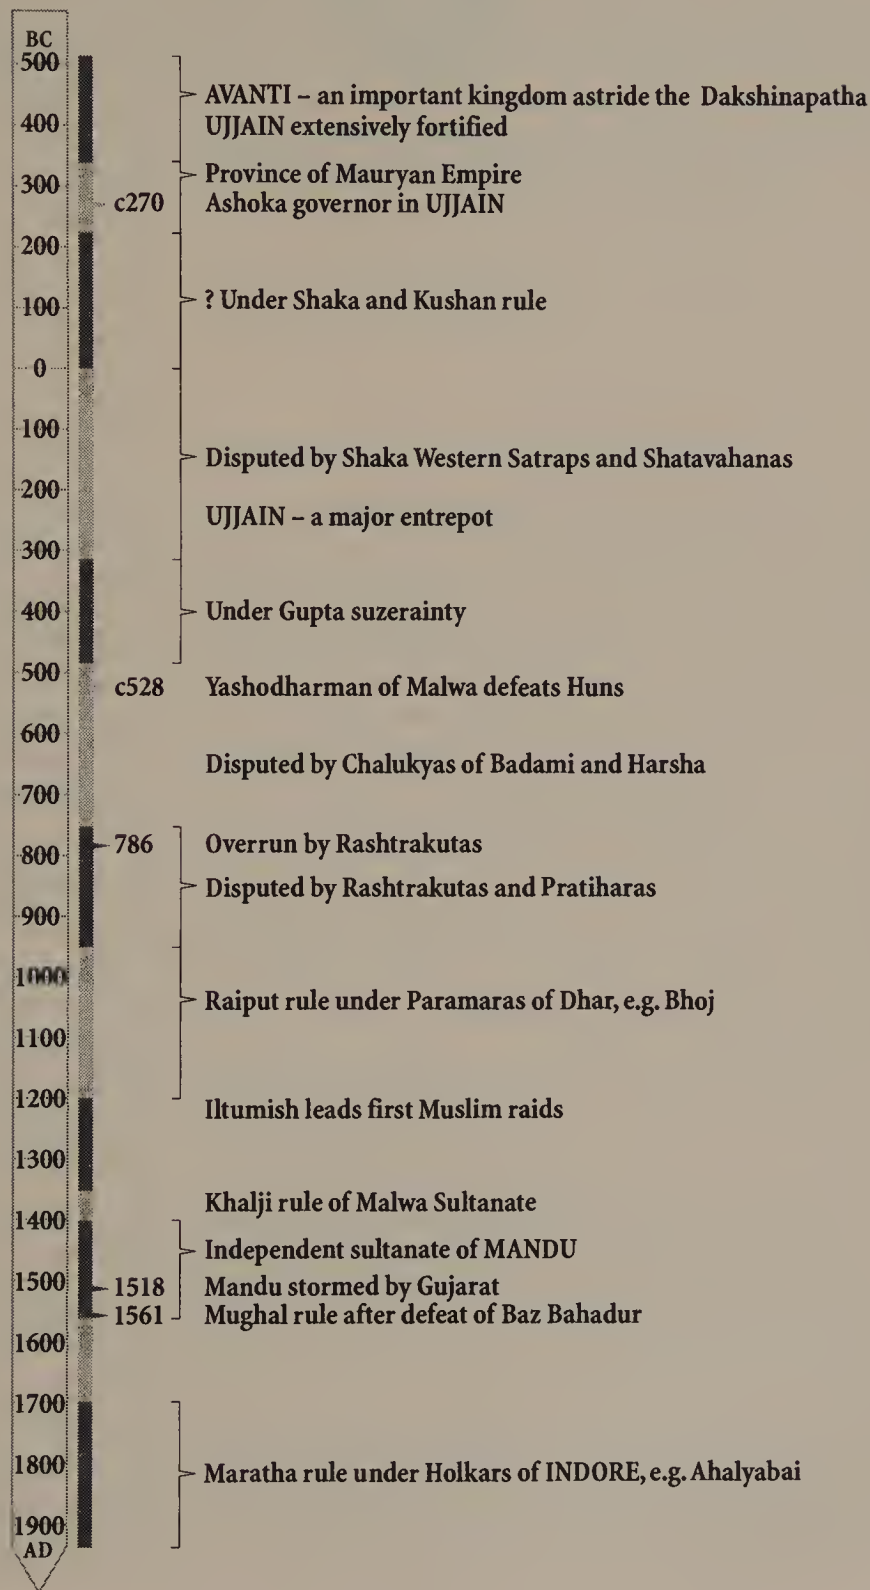 BC
500
AVANTI – an important kingdom astride the Dakshinapatha
400
UJJAIN extensively fortified
300
Province of Mauryan Empire
c270 Ashoka governor in UJJAIN
200
100
? Under Shaka and Kushan rule
0
100
Disputed by Shaka Western Satraps and Shatavahanas
200
UJJAIN – a major entrepot
300
400 Under Gupta suzerainty
500
c528 Yashodharman of Malwa defeats Huns
600
Disputed by Chalukyas of Badami and Harsha
700
786 Overrun by Rashtrakutas
800
Disputed by Rashtrakutas and Pratiharas
900
1000
Raiput rule under Paramaras of Dhar, e.g. Bhoj
1100
1200
Iltumish leads first Muslim raids
1300
Khalji rule of Malwa Sultanate
1400
Independent sultanate of MANDU
1500 1518 Mandu stormed by Gujarat
1561 Mughal rule after defeat of Baz Bahadur
1600
1700
1800 Maratha rule under Holkars of INDORE, e.g. Ahalyabai
1900
AD